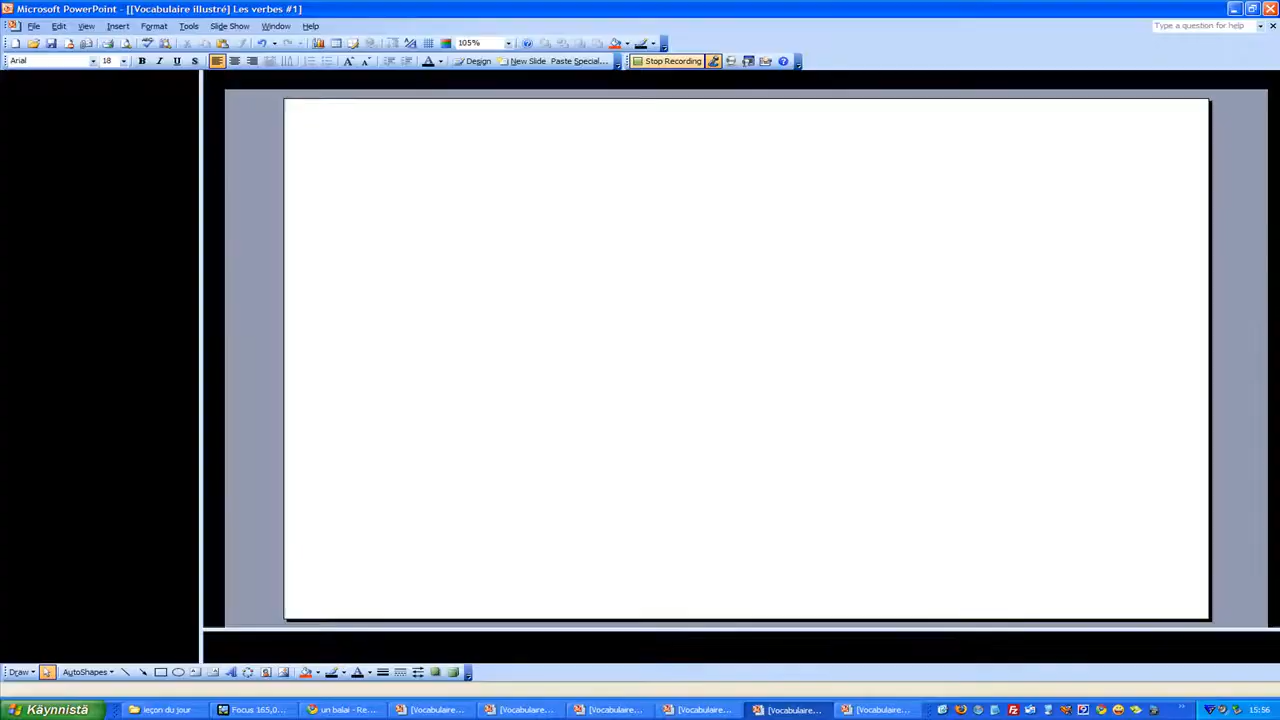 Microsoft PowerPoint - [[Vocabulaire illustré] Les verbes #1]
File Edit View Insert Format Tools Slide Show Window Help
Type a question for help
105%
Arial 18 B I U S A Design New Slide Paste Special... Stop Recording
Draw AutoShapes
Käynnistä leçon du jour Focus 165,0... un balai - Re... [Vocabulaire... [Vocabulaire... [Vocabulaire... [Vocabulaire... [Vocabulaire... [Vocabulaire... 15:56